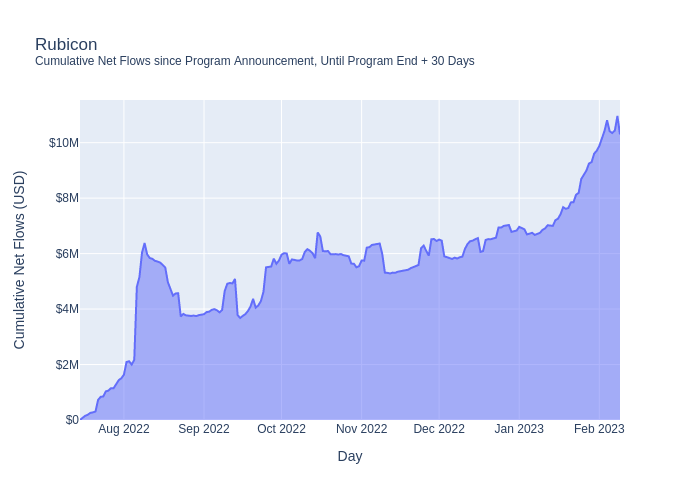 Rubicon
Cumulative Net Flows since Program Announcement, Until Program End + 30 Days
Cumulative Net Flows (USD)
$10M
$8M
$6M
$4M
$2M
$0
Aug 2022 Sep 2022 Oct 2022 Nov 2022 Dec 2022 Jan 2023 Feb 2023
Day